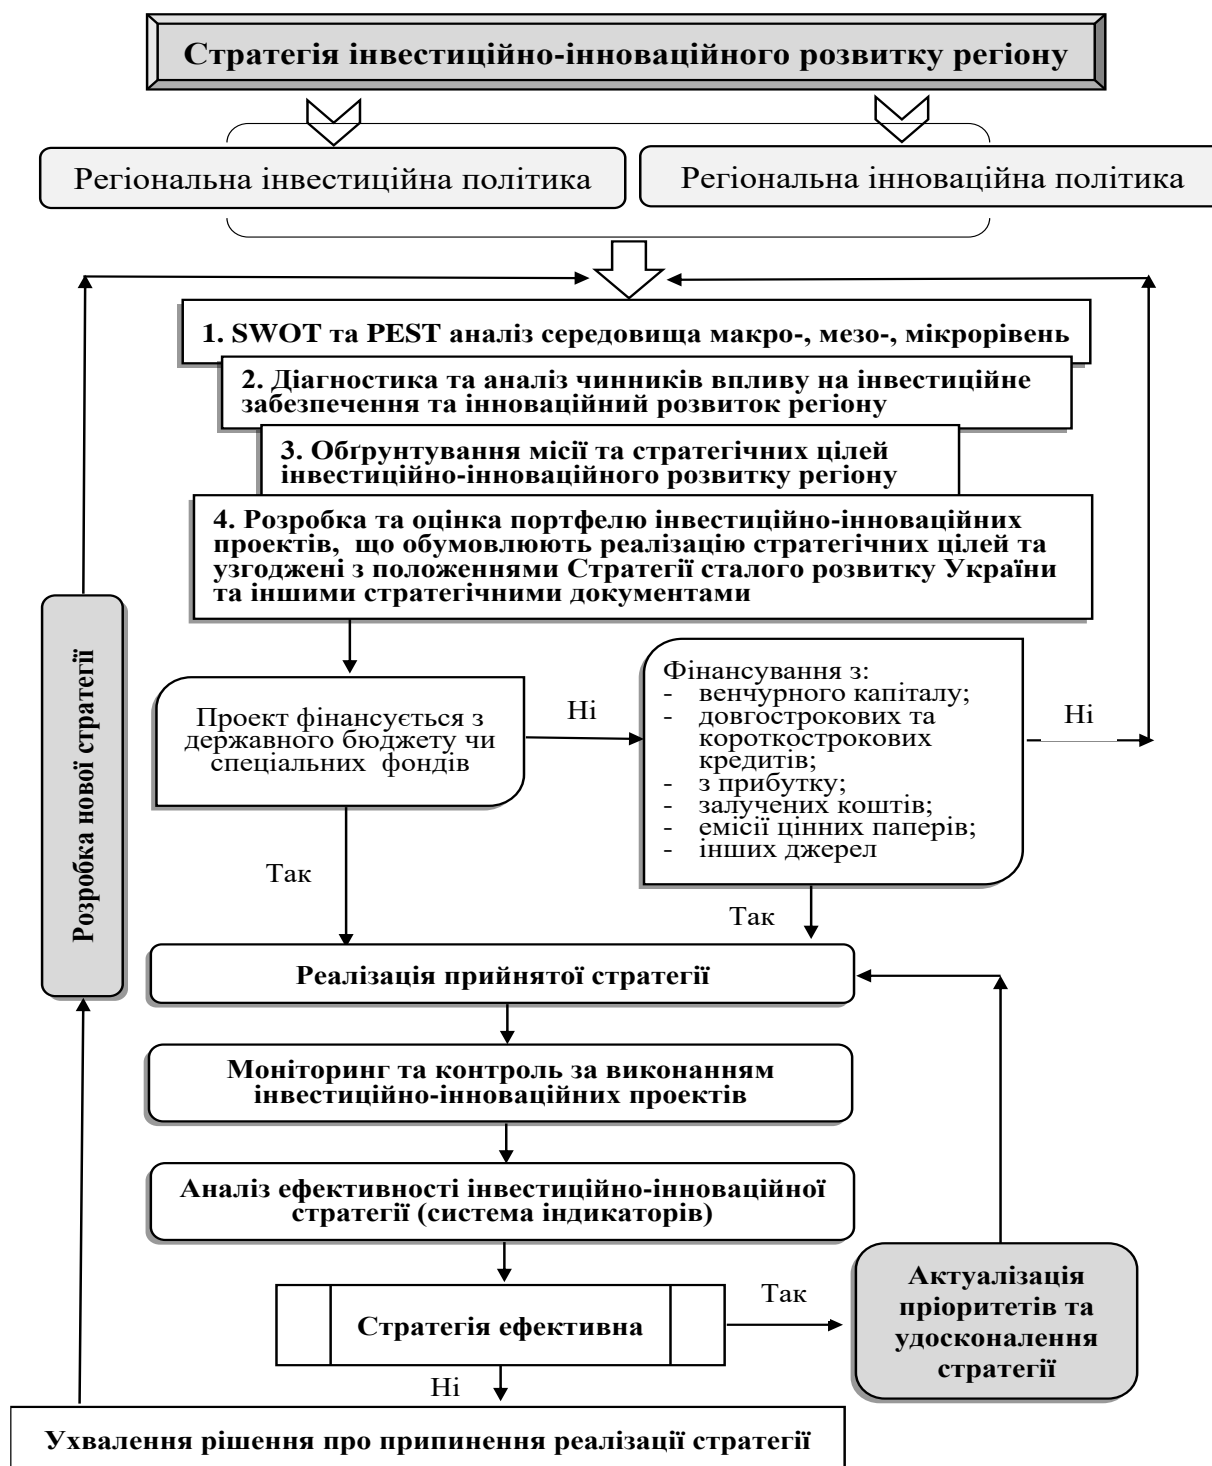 Стратегія інвестиційно-інноваційного розвитку регіону
Регіональна інвестиційна політика
Регіональна інноваційна політика
1. SWOT та PEST аналіз середовища макро-, мезо-, мікрорівень
2. Діагностика та аналіз чинників впливу на інвестиційне
забезпечення та інноваційний розвиток регіону
3. Обґрунтування місії та стратегічних цілей
інвестиційно-інноваційного розвитку регіону
4. Розробка та оцінка портфелю інвестиційно-інноваційних
проектів, що обумовлюють реалізацію стратегічних цілей та
узгоджені з положеннями Стратегії сталого розвитку України
та іншими стратегічними документами
Розробка нової стратегії
Проект фінансується з
державного бюджету чи
спеціальних фондів
Ні
Фінансування з:
- венчурного капіталу;
- довгострокових та
короткострокових
кредитів;
- з прибутку;
- залучених коштів;
- емісії цінних паперів;
- інших джерел
Ні
Так
Так
Реалізація прийнятої стратегії
Моніторинг та контроль за виконанням
інвестиційно-інноваційних проектів
Аналіз ефективності інвестиційно-інноваційної
стратегії (система індикаторів)
Стратегія ефективна
Так
Актуалізація
пріоритетів та
удосконалення
стратегії
Ні
Ухвалення рішення про припинення реалізації стратегії